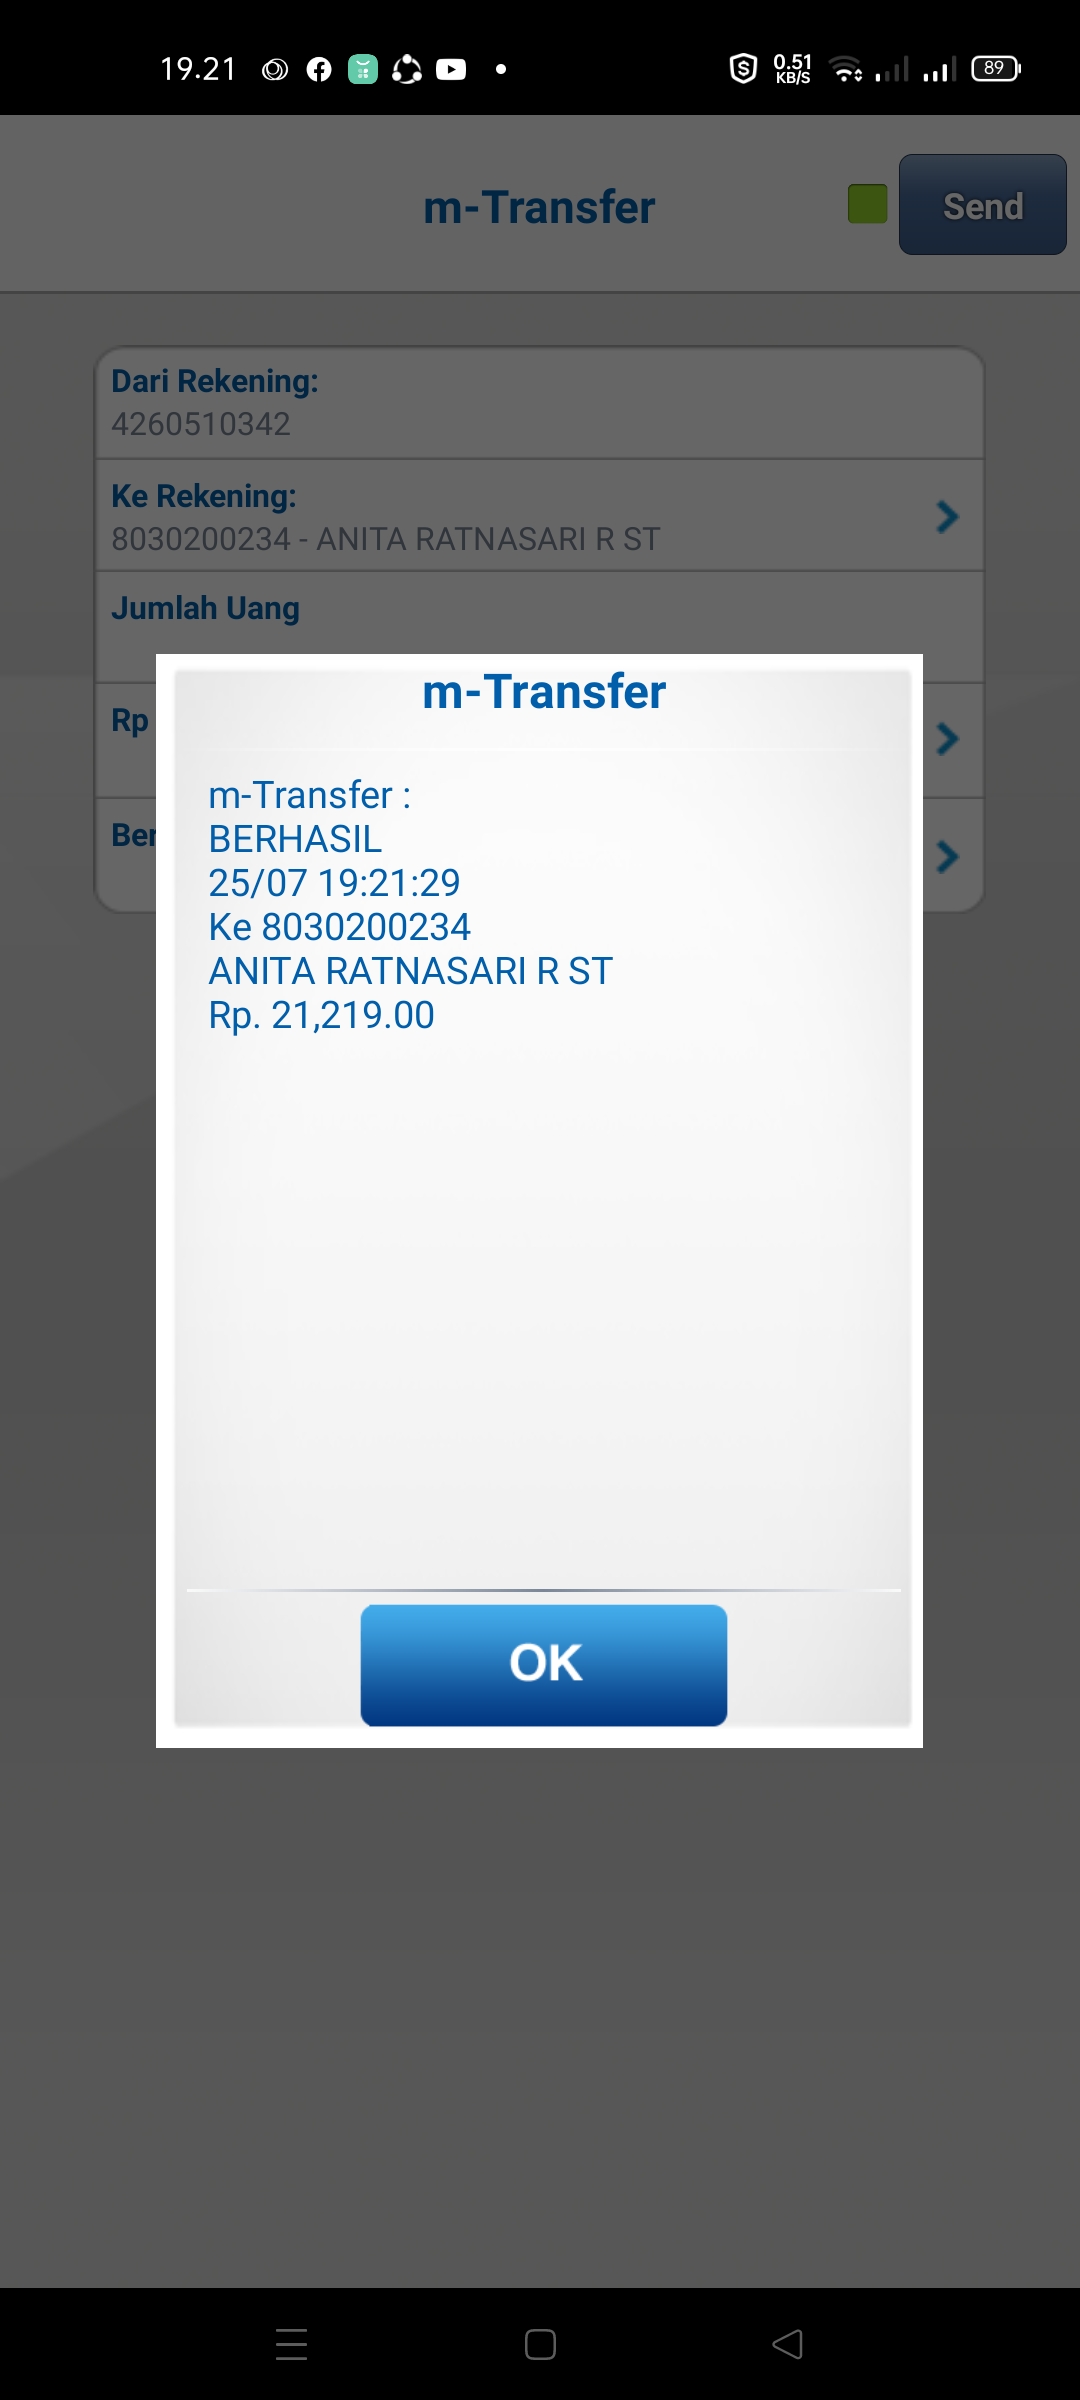 19.21
0.51
KB/S
89
m-Transfer
Send
Dari Rekening:
4260510342
Ke Rekening:
8030200234 - ANITA RATNASARI R ST
Jumlah Uang
Rp
Ber
m-Transfer
m-Transfer :
BERHASIL
25/07 19:21:29
Ke 8030200234
ANITA RATNASARI R ST
Rp. 21,219.00
OK